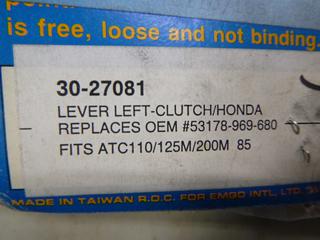 is free, loose and not binding.
30-27081
LEVER LEFT-CLUTCH/HONDA
REPLACES OEM #53178-969-680
FITS ATC110/125M/200M 85
MADE IN TAIWAN R.O.C. FOR EMGO INTL, LTD.